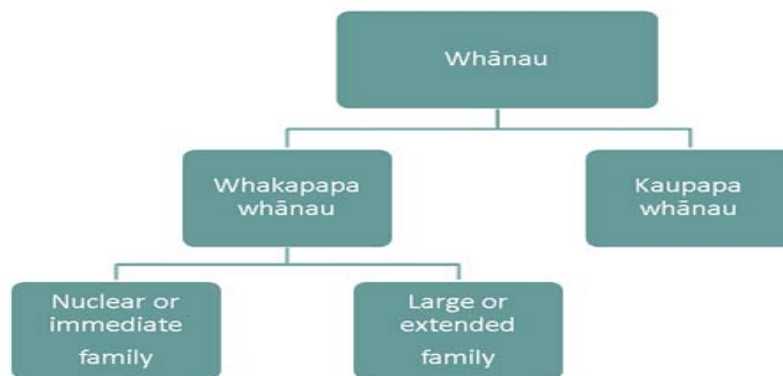 Whānau
Whakapapa
whānau
Kaupapa
whānau
Nuclear or
immediate
family
Large or
extended
family